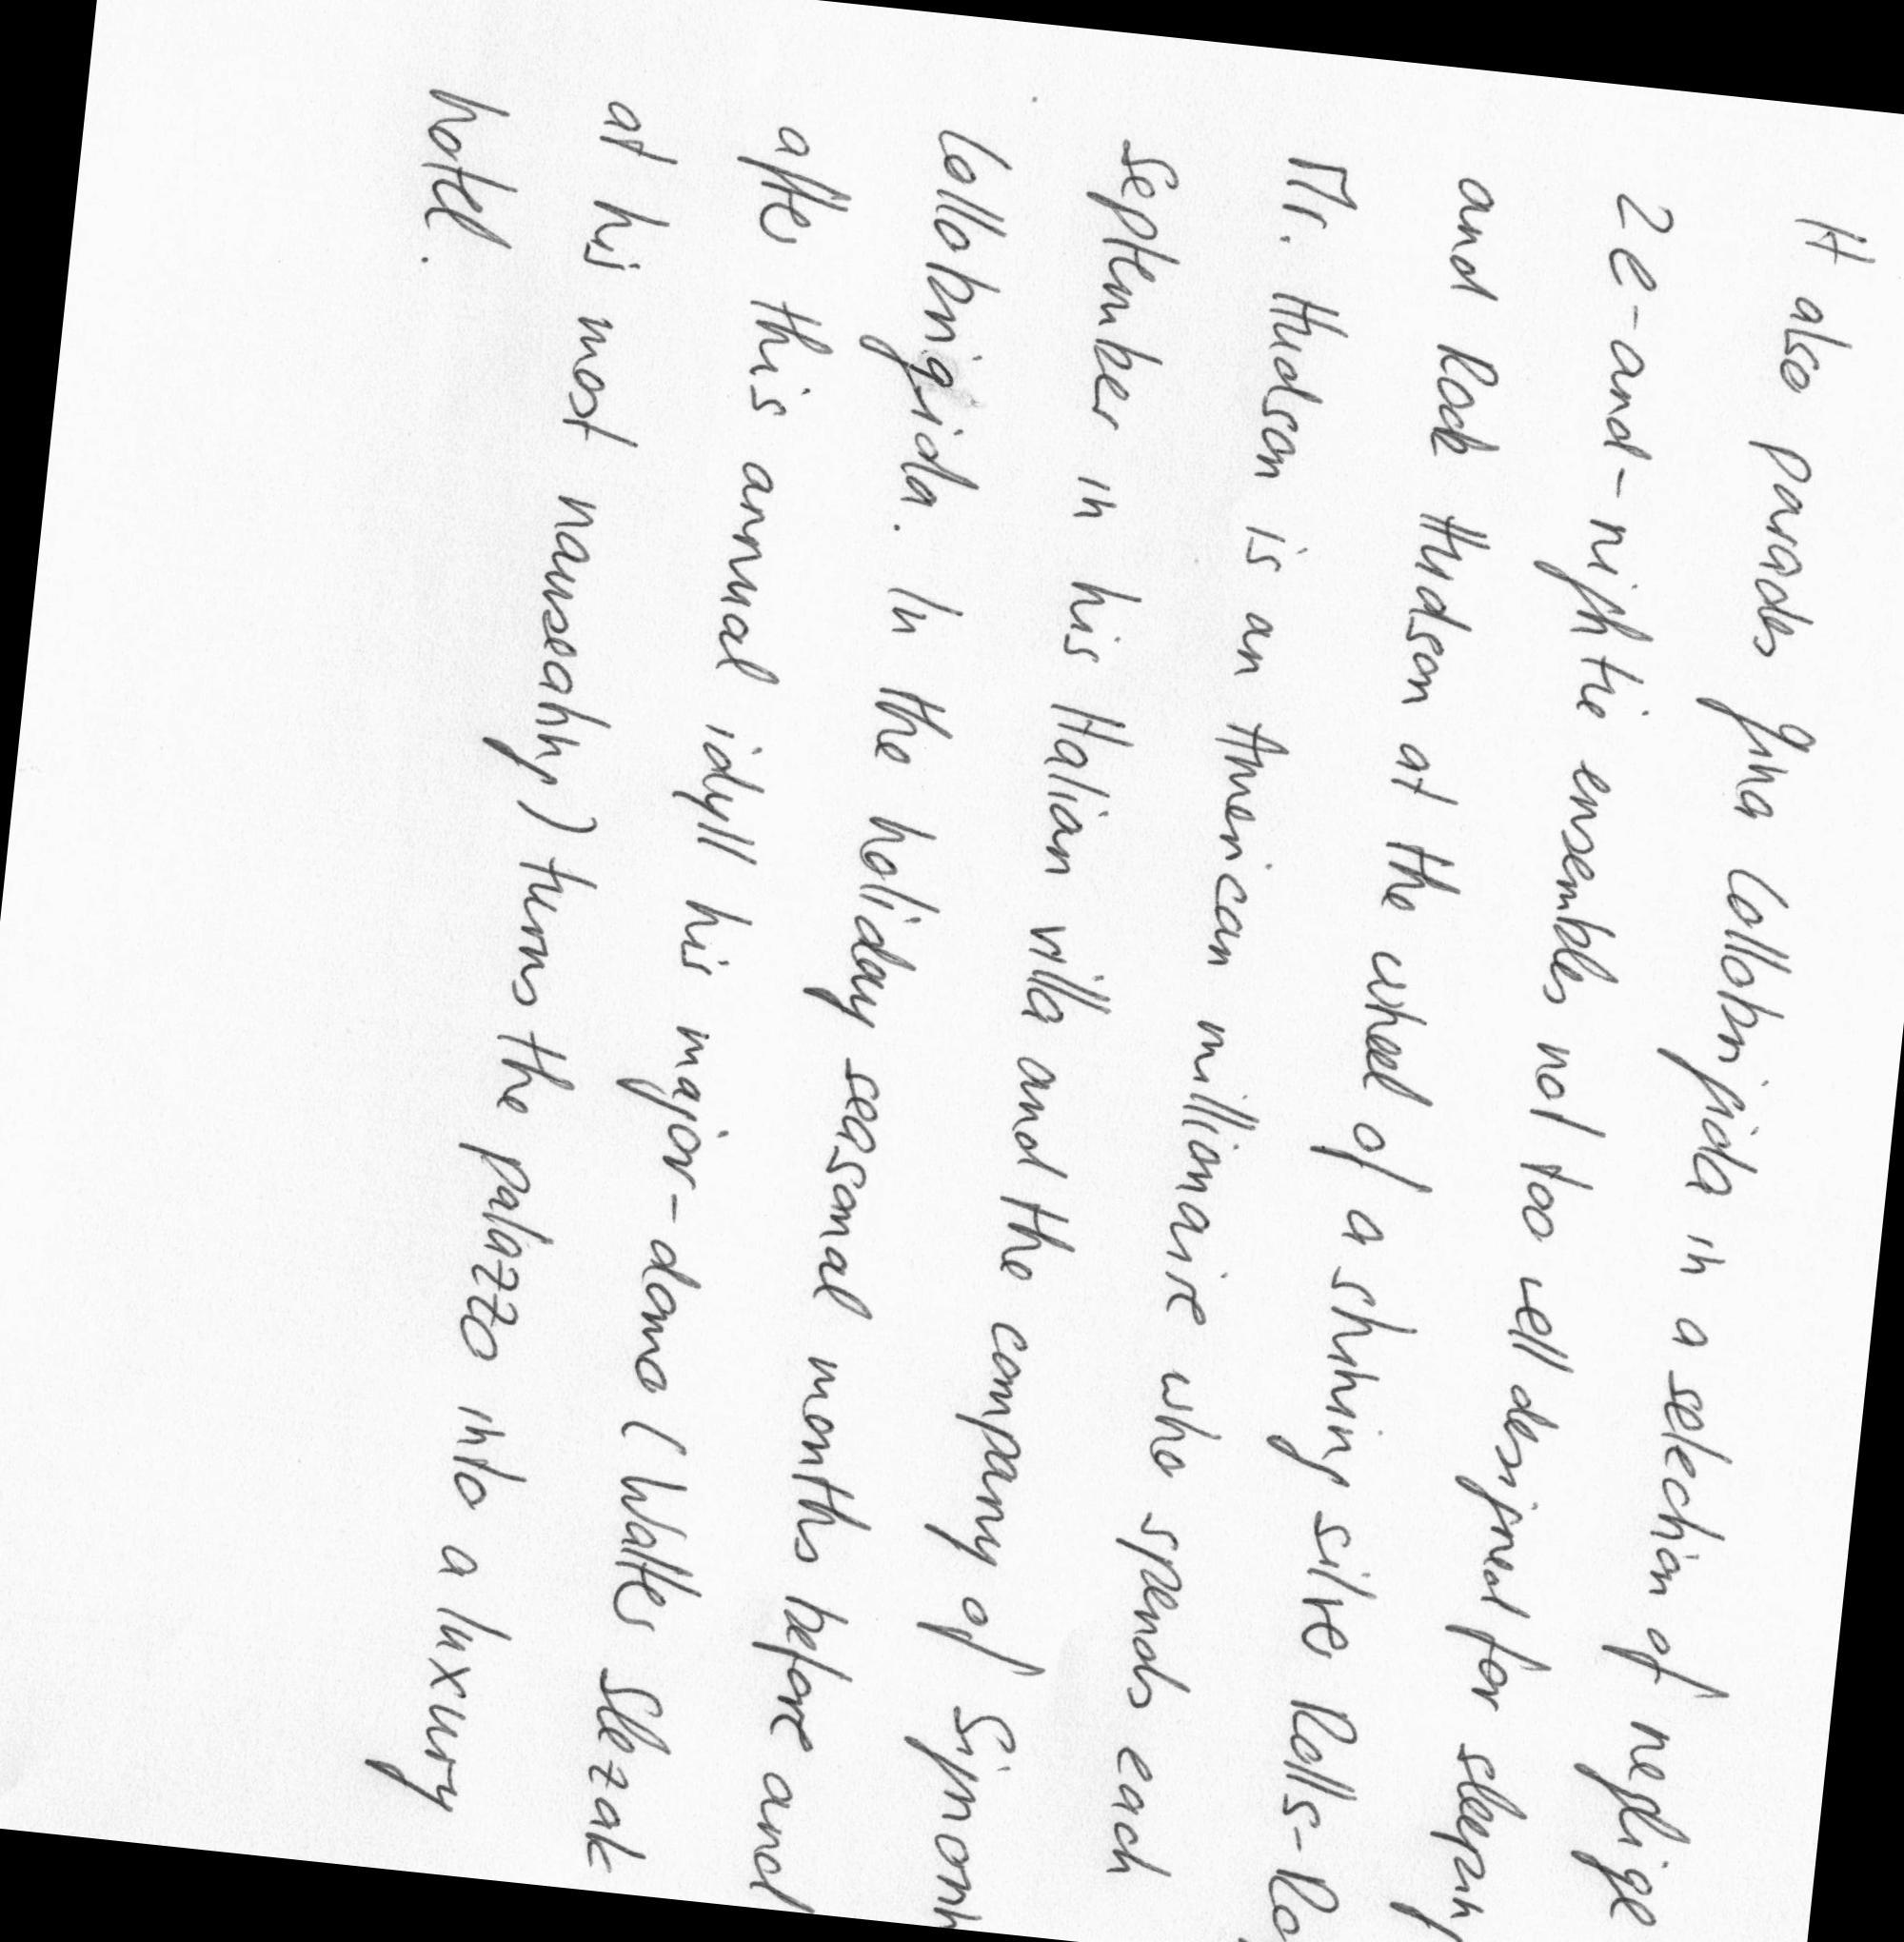 It also parades Gina Lollobrigida in a selection of neglige
2e-and-nightie ensembles not too well designed for sleeping
and Rock Hudson at the wheel of a shining silver Rolls-Ro
Mr. Hudson is an American millionaire who spends each
September in his Italian villa and the company of Signorin
Lollobrigida. In the holiday seasonal months before and
after this annual idyll his major-domo (Walter Slezak
at his most nauseating) turns the palazzo into a luxury
hotel.